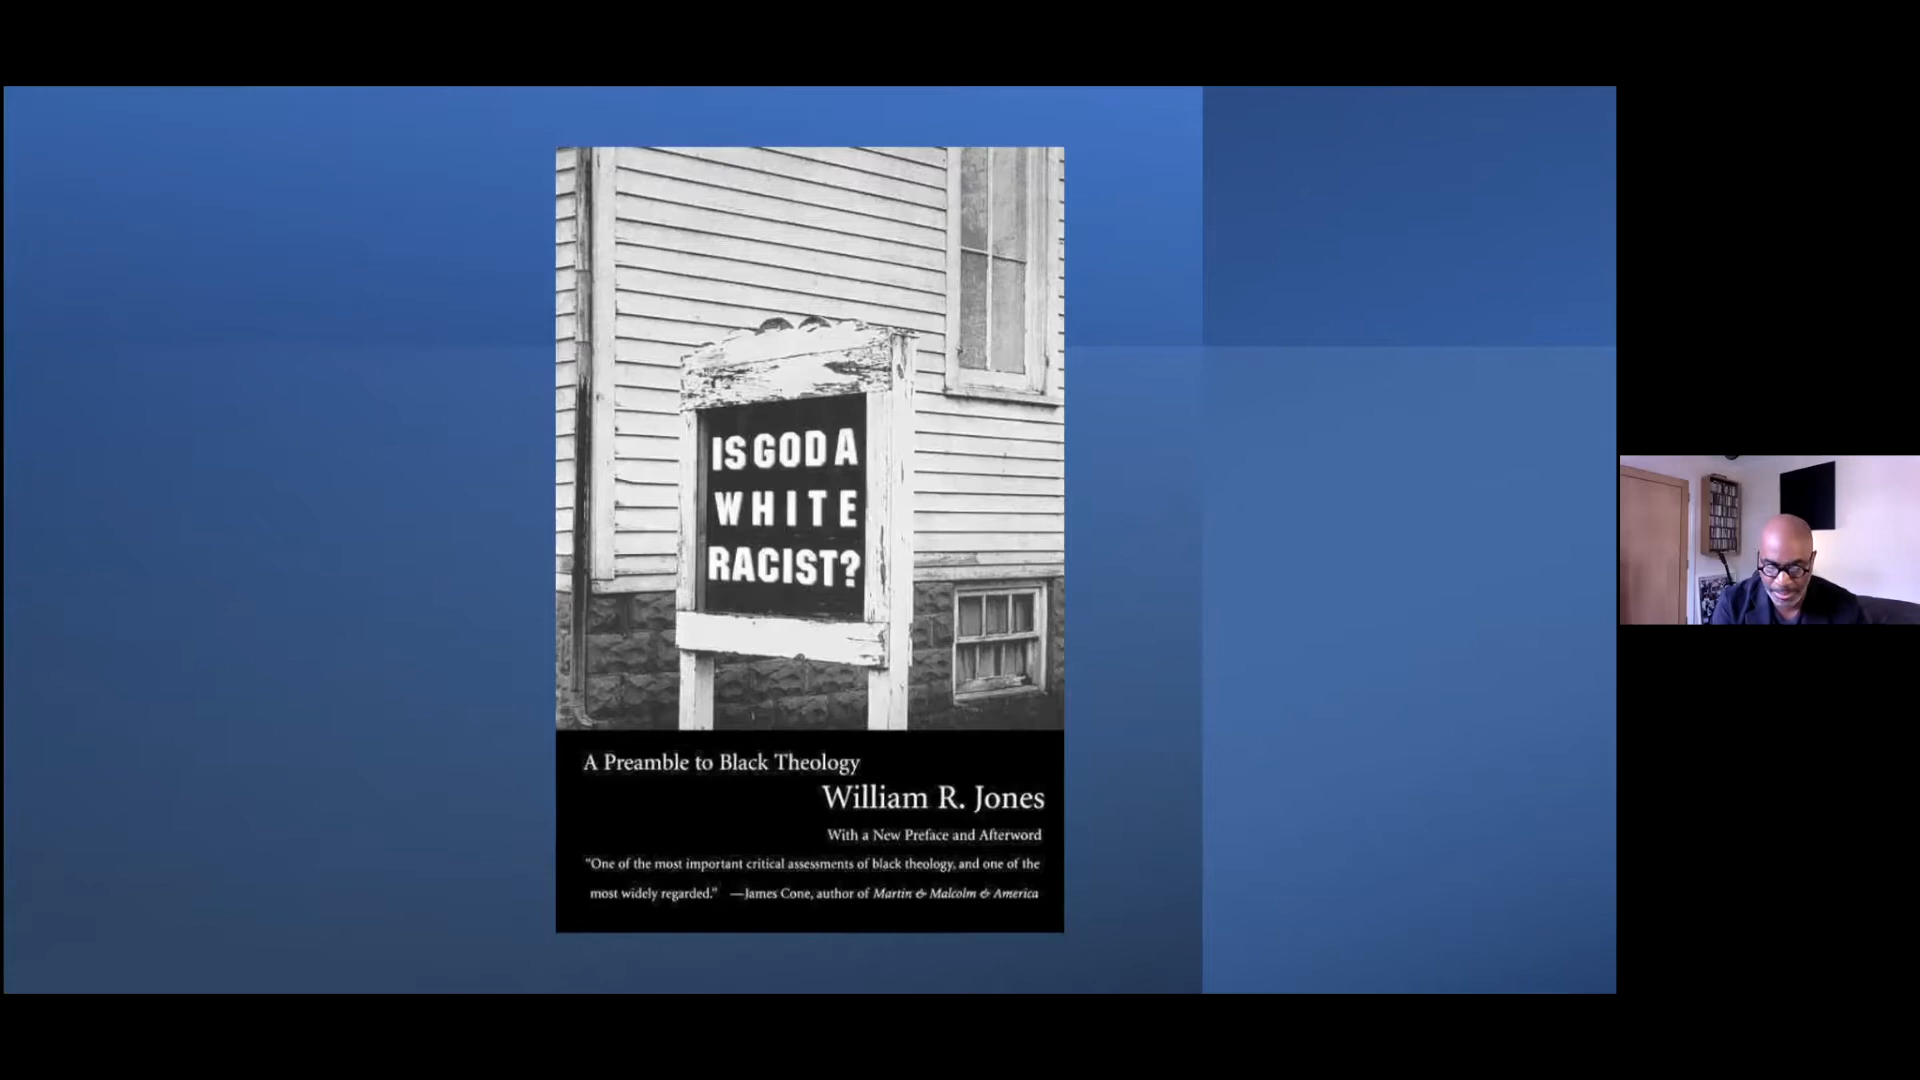 IS GOD A
WHITE
RACIST?
A Preamble to Black Theology
William R. Jones
With a New Preface and Afterword
"One of the most important critical assessments of black theology, and one of the
most widely regarded." —James Cone, author of Martin & Malcolm & America